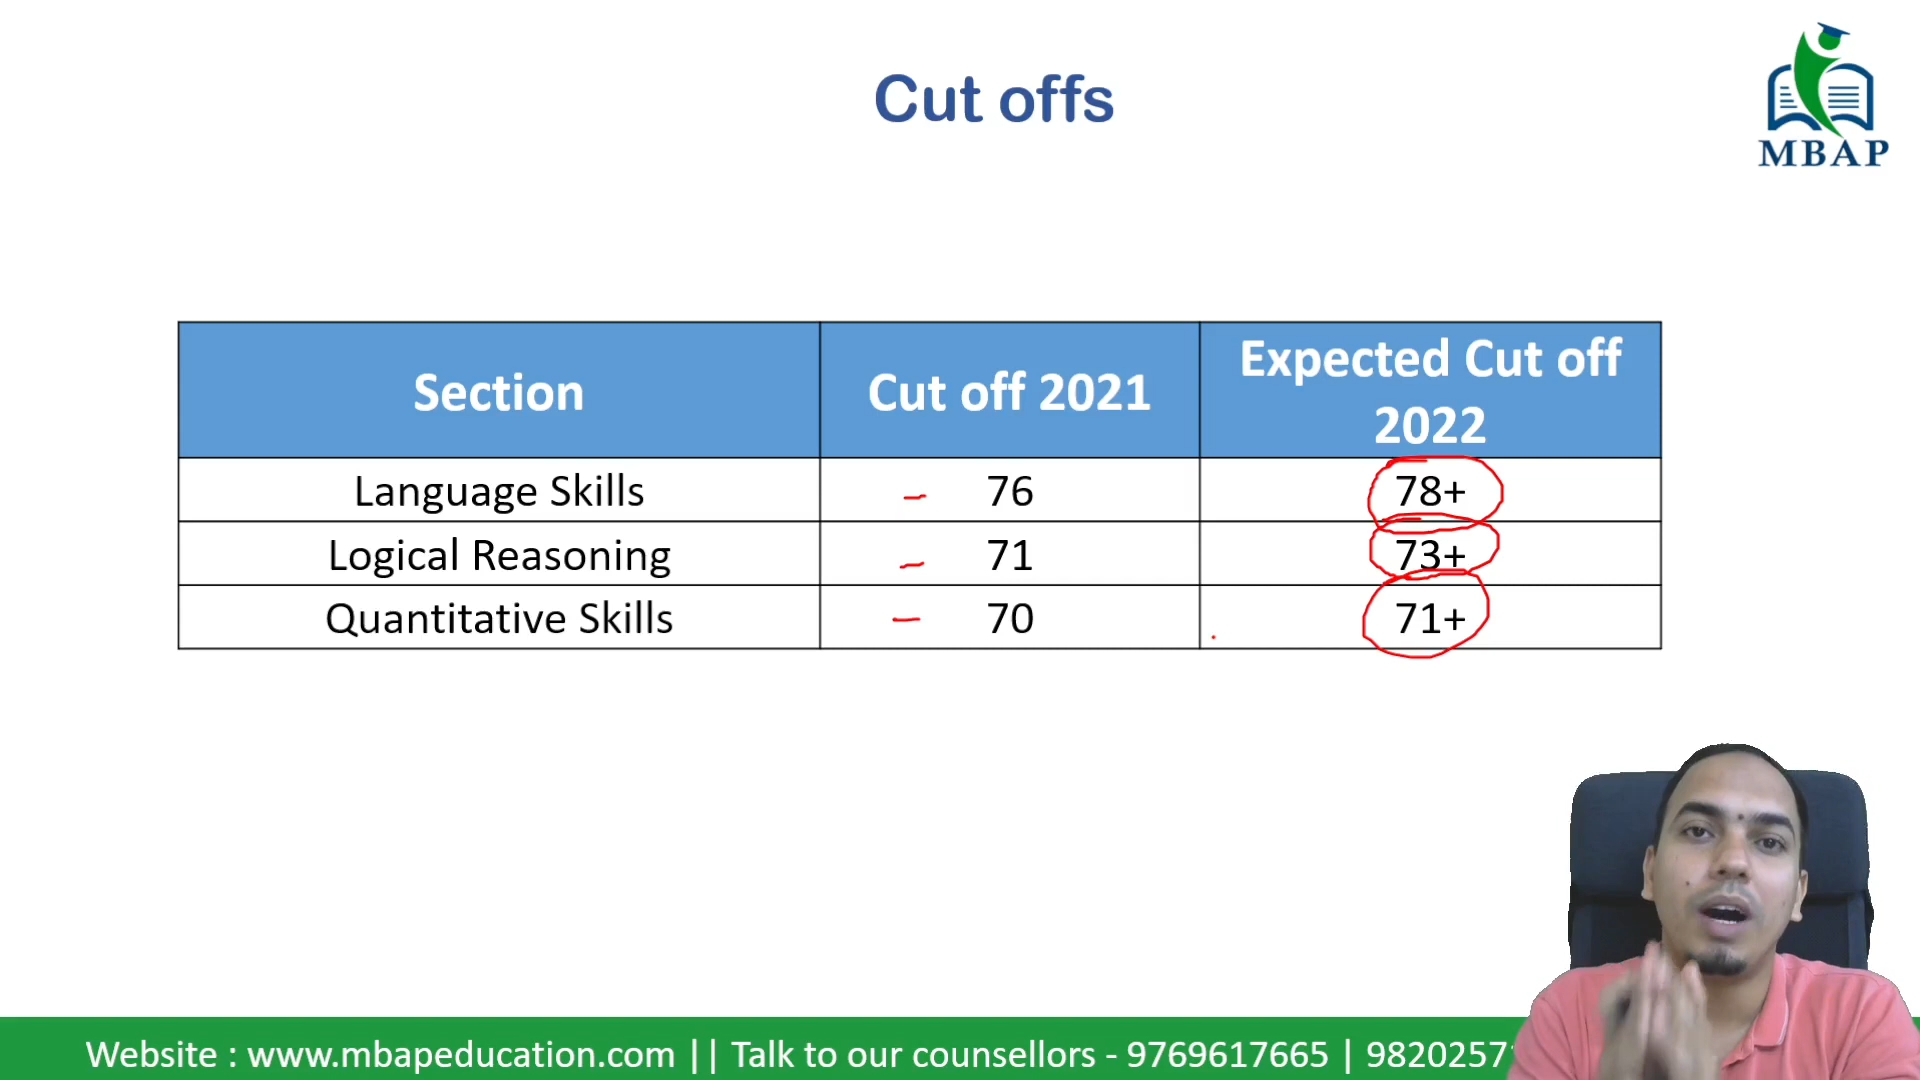 Cut offs
MBAP
Section Cut off 2021 Expected Cut off
2022
Language Skills 76 78+
Logical Reasoning 71 73+
Quantitative Skills 70 71+
Website : www.mbapeducation.com || Talk to our counsellors - 9769617665 | 9820257